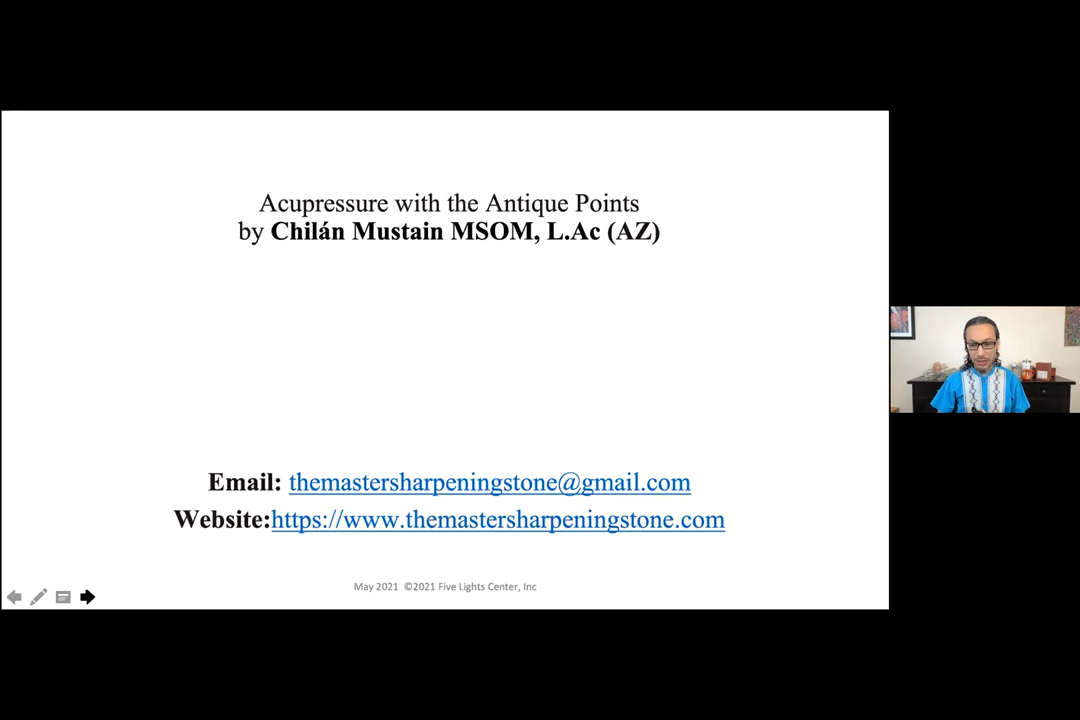 Acupressure with the Antique Points
by Chilán Mustain MSOM, L.Ac (AZ)
Email: themastersharpeningstone@gmail.com
Website:https://www.themastersharpeningstone.com
May 2021 ©2021 Five Lights Center, Inc